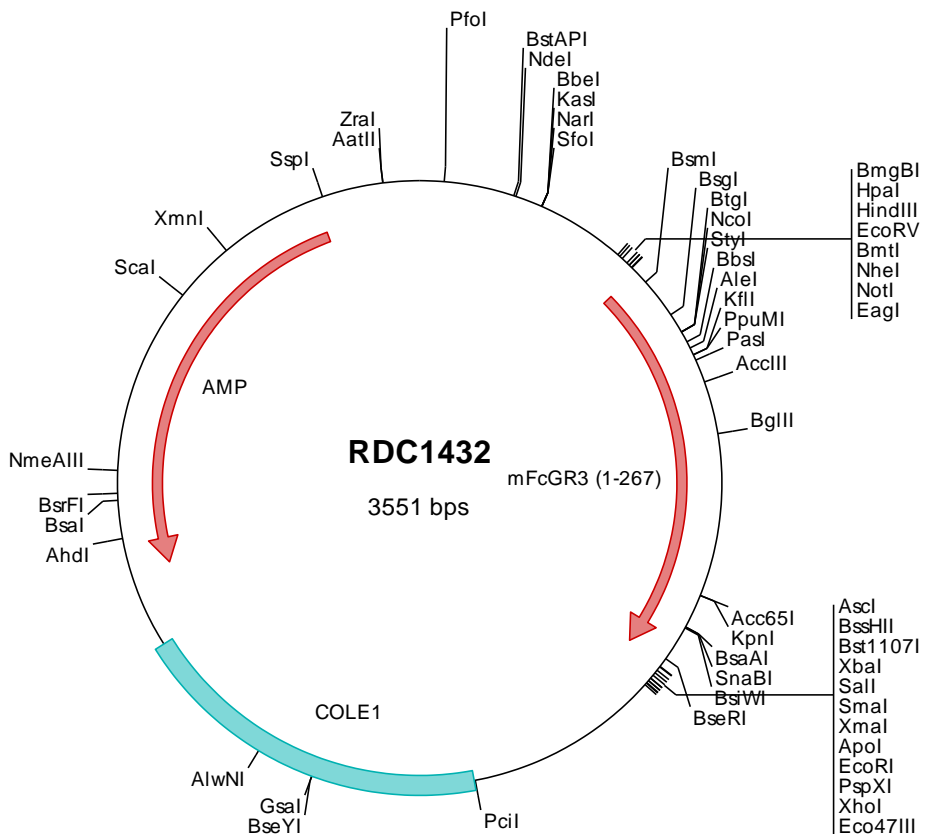 PfoI
BstAPI
NdeI
BbeI
KasI
NarI
SfoI
ZraI
AatII
SspI
XmnI
ScaI
BsmI
BsgI
BtgI
NcoI
StyI
BbsI
AleI
KflI
PpuMI
PasI
AccIII
BglII
BmgBI
HpaI
HindIII
EcoRV
BmtI
NheI
NotI
EagI
AMP
RDC1432
3551 bps
mFcGR3 (1-267)
NmeAIII
BsrFI
BsaI
AhdI
Acc65I
KpnI
BsaAI
SnaBI
BsiWI
BseRI
AscI
BssHII
Bst1107I
XbaI
SalI
SmaI
XmaI
ApoI
EcoRI
PspXI
XhoI
Eco47III
COLE1
AlwNI
GsaI
BseYI
PciI